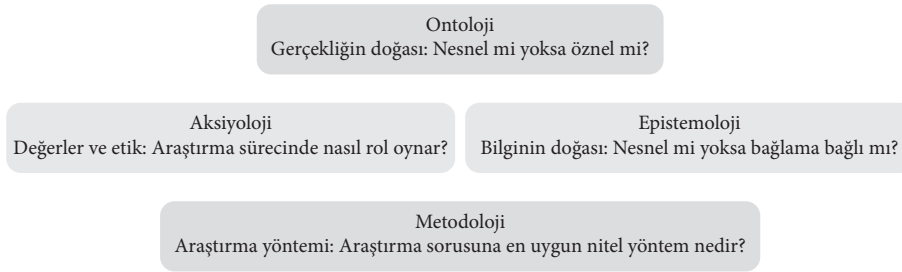 Ontoloji
Gerçekliğin doğası: Nesnel mi yoksa öznel mi?
Aksiyoloji
Değerler ve etik: Araştırma sürecinde nasıl rol oynar?
Epistemoloji
Bilginin doğası: Nesnel mi yoksa bağlama bağlı mı?
Metodoloji
Araştırma yöntemi: Araştırma sorusuna en uygun nitel yöntem nedir?